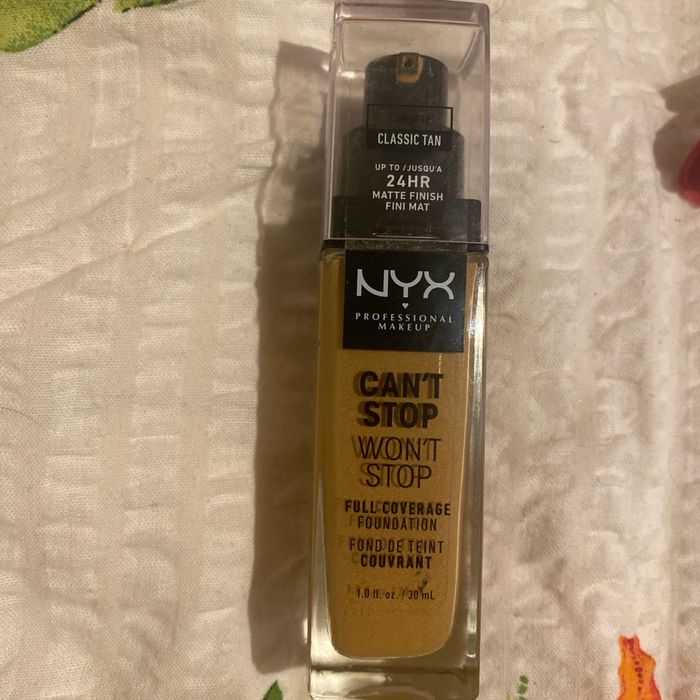 CLASSIC TAN
UP TO / JUSQU'A
24HR
MATTE FINISH
FINI MAT
NYX
PROFESSIONAL
MAKEUP
CAN'T
STOP
WON'T
STOP
FULL COVERAGE
FOUNDATION
FOND DE TEINT
COUVRANT
1.0 fl. oz. / 30 mL